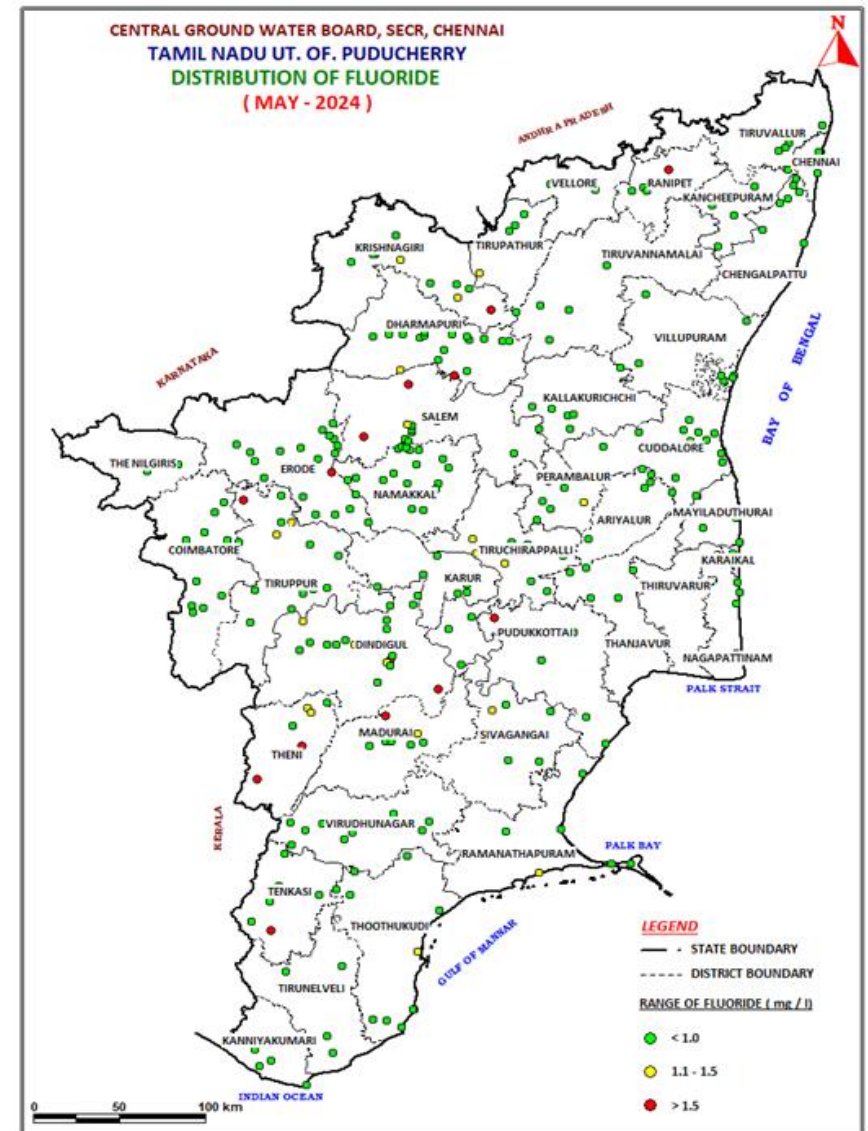 CENTRAL GROUND WATER BOARD, SECR, CHENNAI
TAMIL NADU UT. OF. PUDUCHERRY
DISTRIBUTION OF FLUORIDE
( MAY - 2024 )
N
ANDHRA PRADESH
TIRUVALLUR
CHENNAI
VELLORE
RANIPET
KANCHEEPURAM
KRISHNAGIRI
TIRUPATHUR
TIRUVANNAMALAI
CHENGALPATTU
DHARMAPURI
VILLUPURAM
BAY OF BENGAL
KARNATAKA
KALLAKURICHCHI
SALEM
CUDDALORE
THE NILGIRIS
ERODE
PERAMBALUR
NAMAKKAL
ARIYALUR
MAYILADUTHURAI
COIMBATORE
TIRUCHIRAPPALLI
KARAIKAL
TIRUPPUR
KARUR
THIRUVARUR
PUDUKKOTTAI
DINDIGUL
THANJAVUR
NAGAPATTINAM
PALK STRAIT
MADURAI
SIVAGANGAI
THENI
KERALA
VIRUDHUNAGAR
PALK BAY
RAMANATHAPURAM
TENKASI
THOOTHUKUDI
GULF OF MANNAR
LEGEND
STATE BOUNDARY
DISTRICT BOUNDARY
TIRUNELVELI
RANGE OF FLUORIDE ( mg / l)
KANNIYAKUMARI
< 1.0
1.1 - 1.5
INDIAN OCEAN
> 1.5
0 50 100 km